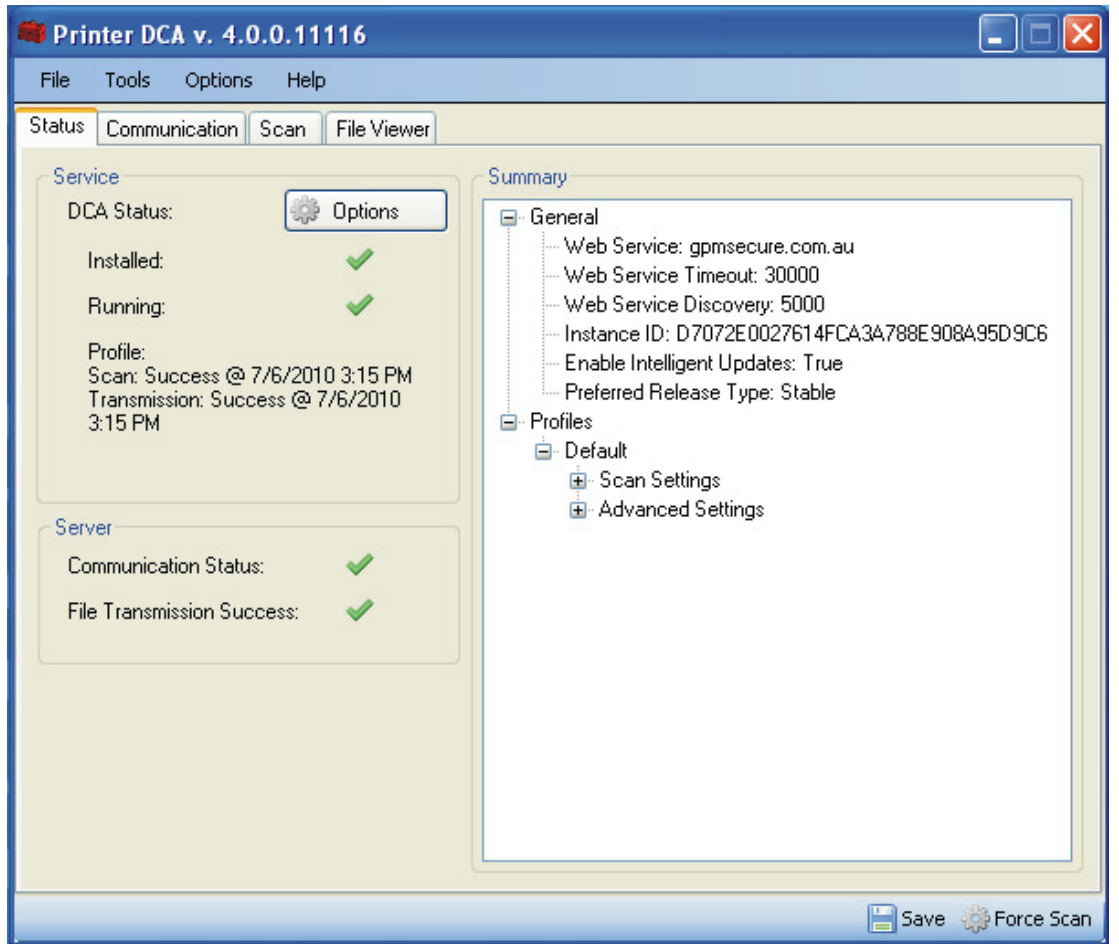 Printer DCA v. 4.0.0.11116
File Tools Options Help
Status Communication Scan File Viewer
Service
DCA Status: Options
Installed:
Running:
Profile:
Scan: Success @ 7/6/2010 3:15 PM
Transmission: Success @ 7/6/2010
3:15 PM
Server
Communication Status:
File Transmission Success:
Summary
General
Web Service: gpmsecure.com.au
Web Service Timeout: 30000
Web Service Discovery: 5000
Instance ID: D7072E0027614FCA3A788E908A95D9C6
Enable Intelligent Updates: True
Preferred Release Type: Stable
Profiles
Default
Scan Settings
Advanced Settings
Save Force Scan